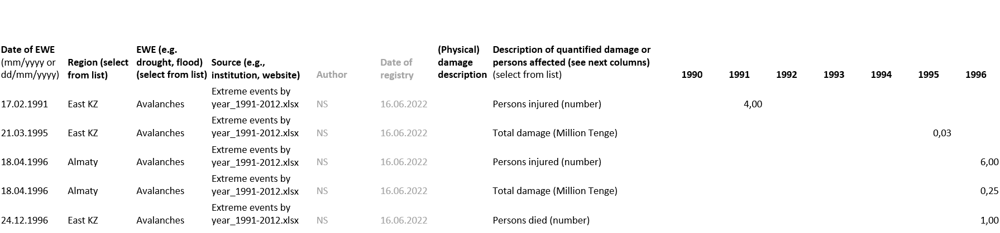 Date of EWE (mm/yyyy or dd/mm/yyyy) Region (select from list) EWE (e.g. drought, flood) (select from list) Source (e.g., institution, website) Author Date of registry (Physical) damage description Description of quantified damage or persons affected (see next columns) (select from list) 1990 1991 1992 1993 1994 1995 1996
17.02.1991 East KZ Avalanches Extreme events by year_1991-2012.xlsx NS 16.06.2022 Persons injured (number) 4,00
21.03.1995 East KZ Avalanches Extreme events by year_1991-2012.xlsx NS 16.06.2022 Total damage (Million Tenge) 0,03
18.04.1996 Almaty Avalanches Extreme events by year_1991-2012.xlsx NS 16.06.2022 Persons injured (number) 6,00
18.04.1996 Almaty Avalanches Extreme events by year_1991-2012.xlsx NS 16.06.2022 Total damage (Million Tenge) 0,25
24.12.1996 East KZ Avalanches Extreme events by year_1991-2012.xlsx NS 16.06.2022 Persons died (number) 1,00